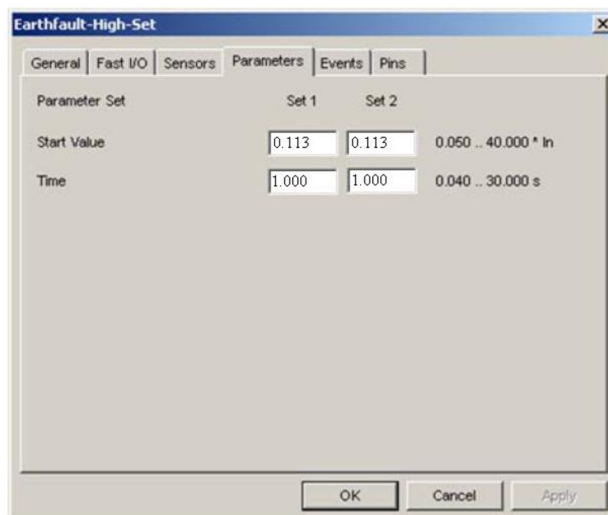 Earthfault-High-Set
General Fast I/O Sensors Parameters Events Pins
Parameter Set Set 1 Set 2
Start Value 0.113 0.113 0.050 .. 40.000 * In
Time 1.000 1.000 0.040 .. 30.000 s
OK Cancel Apply